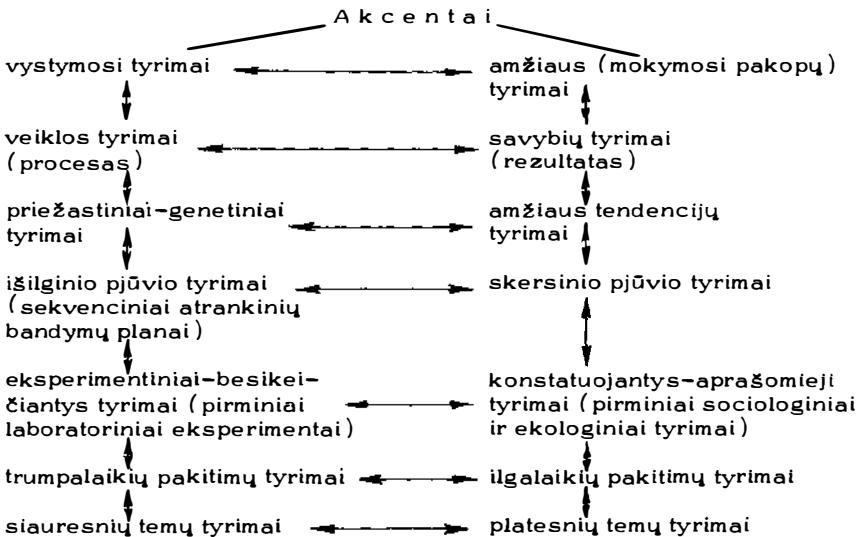 Akcentai
vystymosi tyrimai
amžiaus (mokymosi pakopų)
tyrimai
veiklos tyrimai
(procesas)
savybių tyrimai
(rezultatas)
priežastiniai-genetiniai
tyrimai
amžiaus tendencijų
tyrimai
išilginio pjūvio tyrimai
(sekvenciniai atrankinių
bandymų planai)
skersinio pjūvio tyrimai
eksperimentiniai-besikei-
čiantys tyrimai (pirminiai
laboratoriniai eksperimentai)
konstatuojantys-aprašomieji
tyrimai (pirminiai sociologiniai
ir ekologiniai tyrimai)
trumpalaikių pakitimų tyrimai
ilgalaikių pakitimų tyrimai
siauresnių temų tyrimai
platesnių temų tyrimai